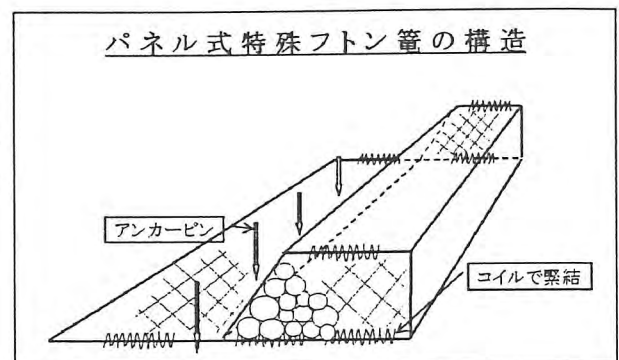 パネル式特殊フトン篭の構造
アンカーピン
コイルで緊結